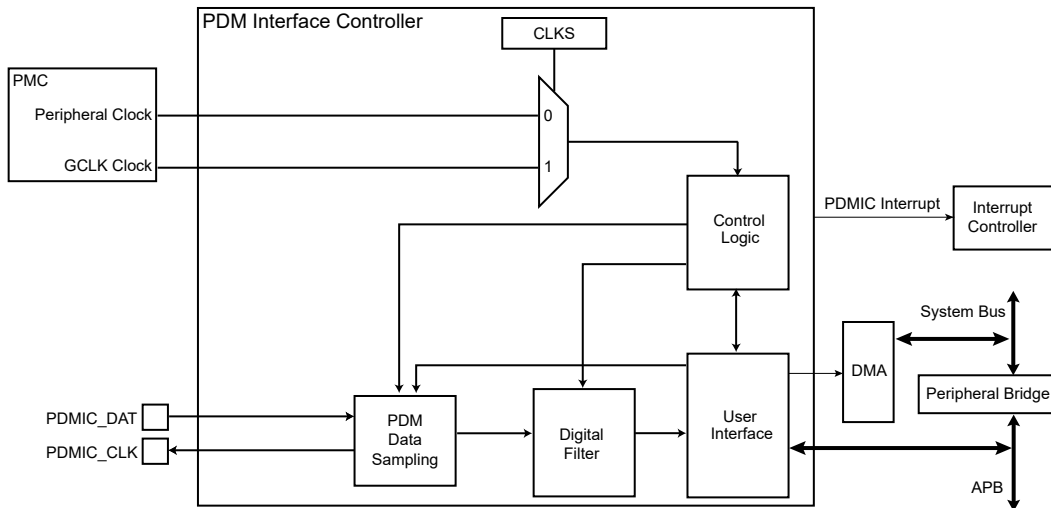 PDM Interface Controller
CLKS
PMC
Peripheral Clock
0
GCLK Clock
1
PDMIC Interrupt
Interrupt
Controller
Control
Logic
System Bus
DMA
Peripheral Bridge
PDMIC_DAT
PDMIC_CLK
PDM
Data
Sampling
Digital
Filter
User
Interface
APB